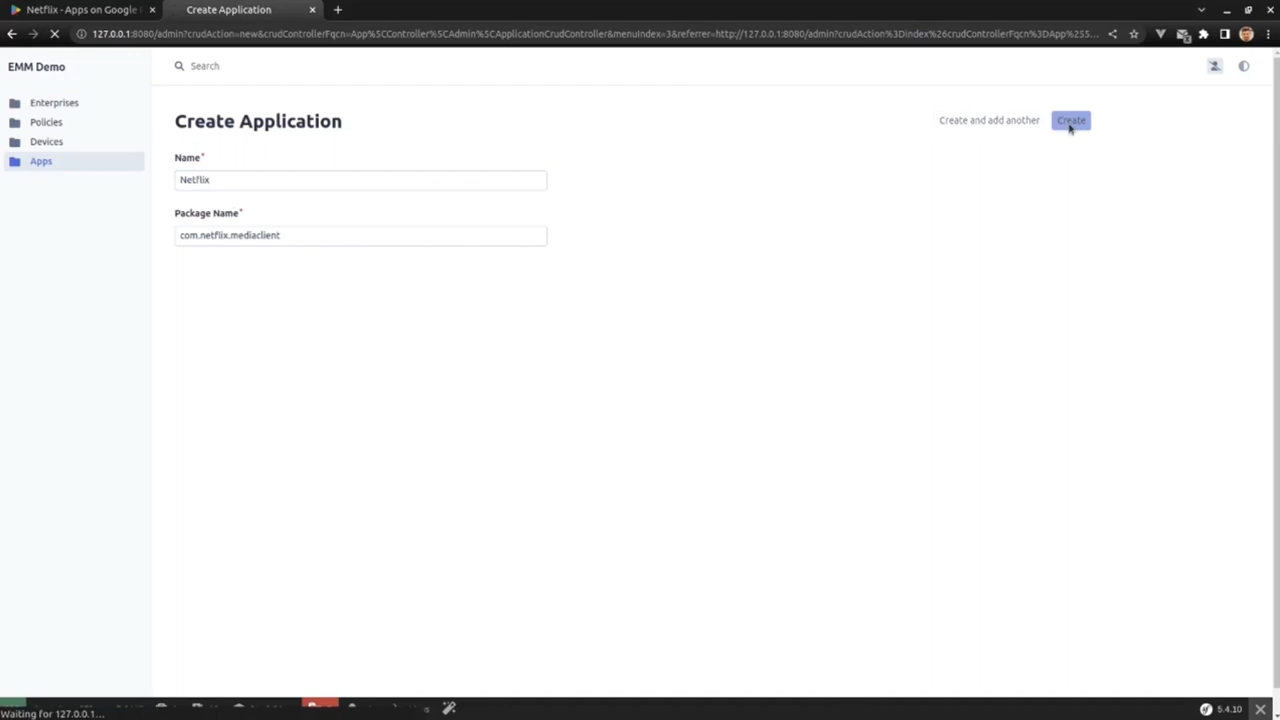 Netflix - Apps on Google
Create Application
127.0.0.1:8080/admin?crudAction=new&crudControllerFqcn=App%5CController%5CAdmin%5CApplicationCrudController&menuIndex=3&referrer=http://127.0.0.1:8080/admin?crudAction%3Dindex%26crudControllerFqcn%3DApp%255...
EMM Demo
Search
Enterprises
Policies
Devices
Apps
Create Application
Create and add another
Create
Name*
Netflix
Package Name*
com.netflix.mediaclient
Waiting for 127.0.0.1...
5.4.10